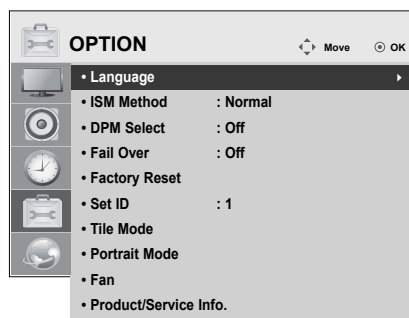 OPTION Move OK
• Language
• ISM Method : Normal
• DPM Select : Off
• Fail Over : Off
• Factory Reset
• Set ID : 1
• Tile Mode
• Portrait Mode
• Fan
• Product/Service Info.